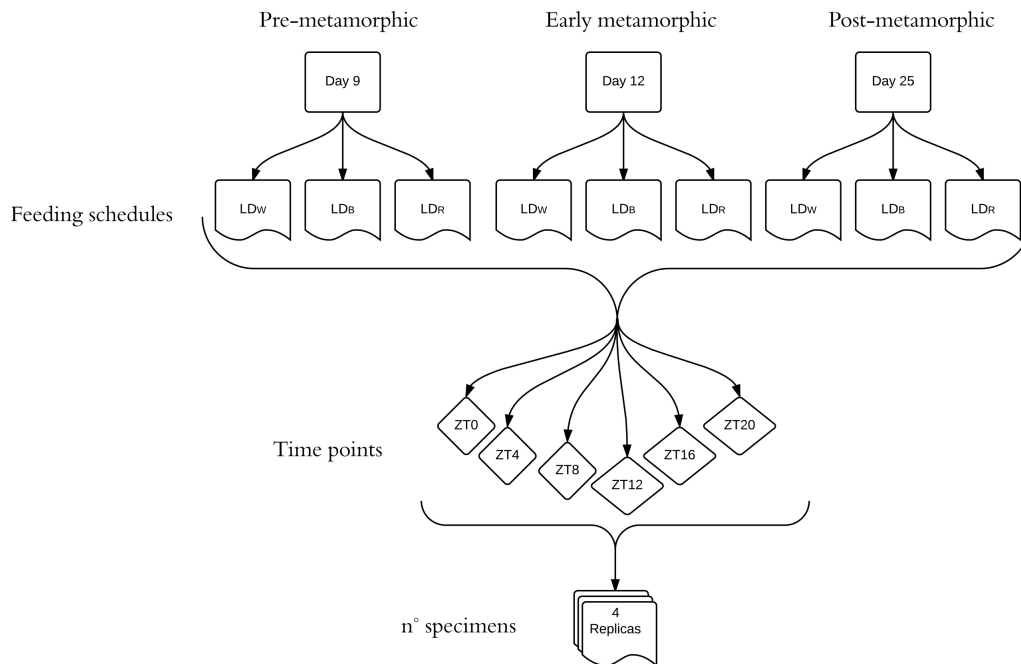 Pre-metamorphic Early metamorphic Post-metamorphic
Day 9 Day 12 Day 25
Feeding schedules LDW LDB LDR LDW LDB LDR LDW LDB LDR
Time points ZT0 ZT4 ZT8 ZT12 ZT16 ZT20
n° specimens
4
Replicas